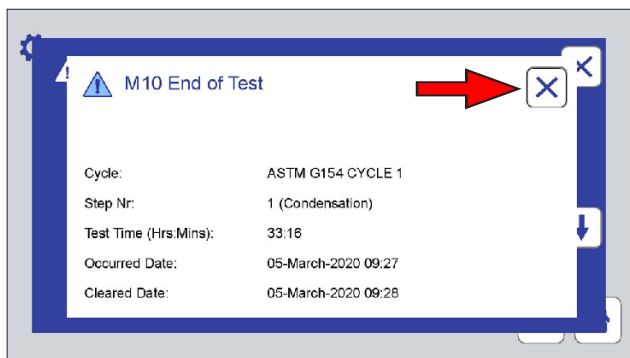 M10 End of Test
Cycle: ASTM G154 CYCLE 1
Step Nr: 1 (Condensation)
Test Time (Hrs:Mins): 33:16
Occurred Date: 05-March-2020 09:27
Cleared Date: 05-March-2020 09:28